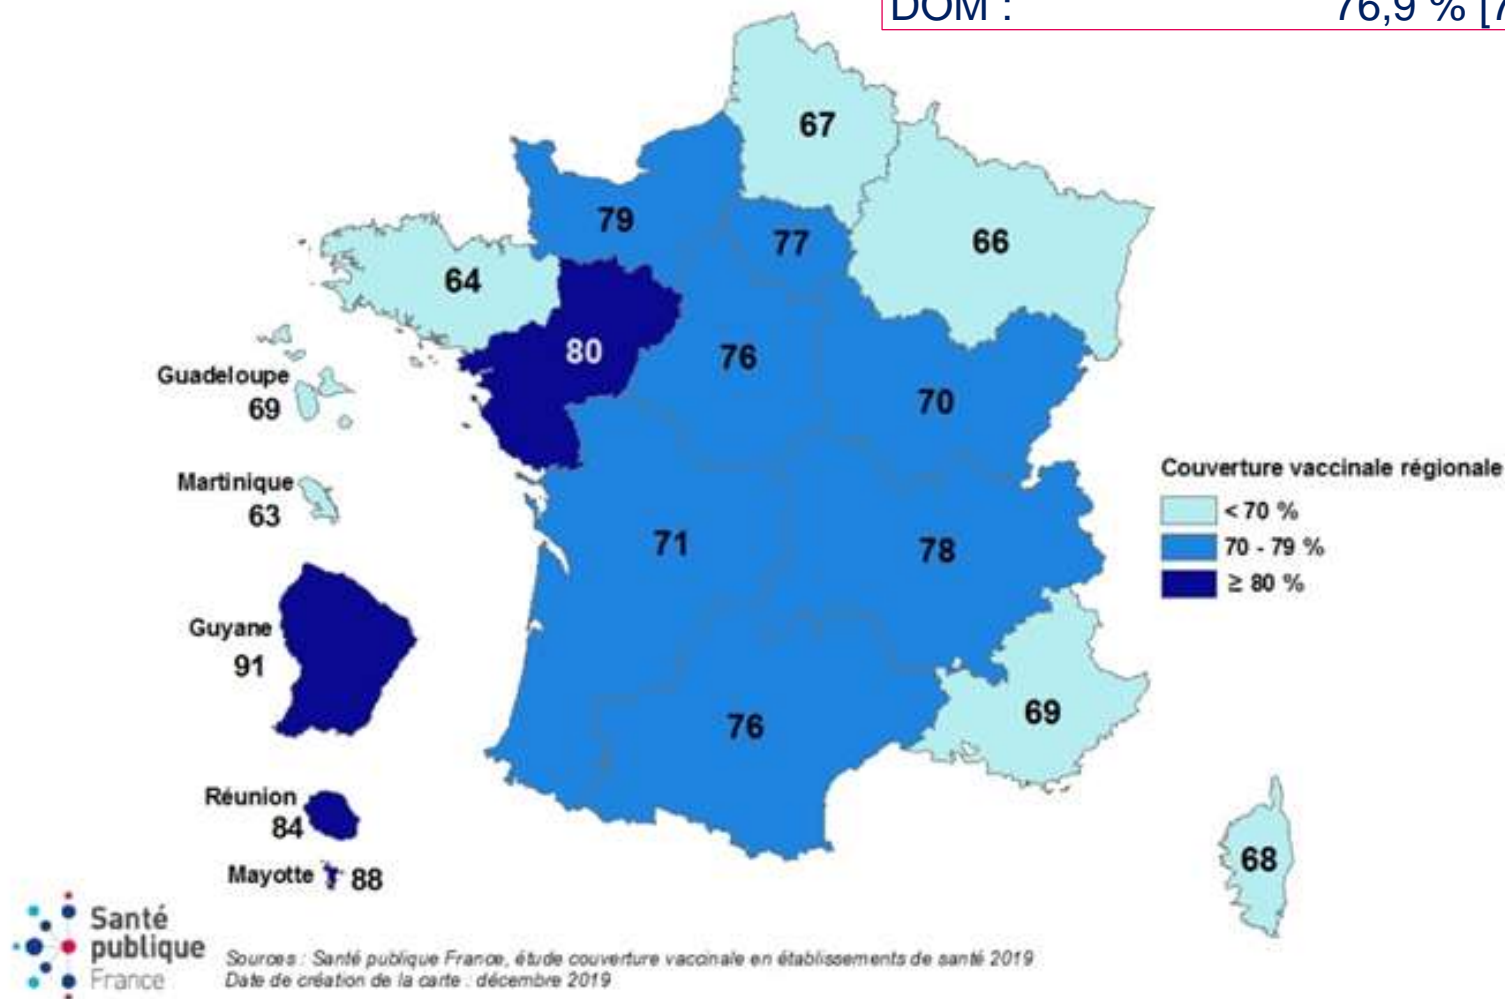 DOM : 76,9 % [7
67
79
77
66
64
80
76
70
Guadeloupe
69
Martinique
63
Couverture vaccinale régionale
< 70 %
70 - 79 %
≥ 80 %
71
78
Guyane
91
76
69
Réunion
84
Mayotte 88
68
Santé
publique
France
Sources : Santé publique France, étude couverture vaccinale en établissements de santé 2019
Date de création de la carte : décembre 2019